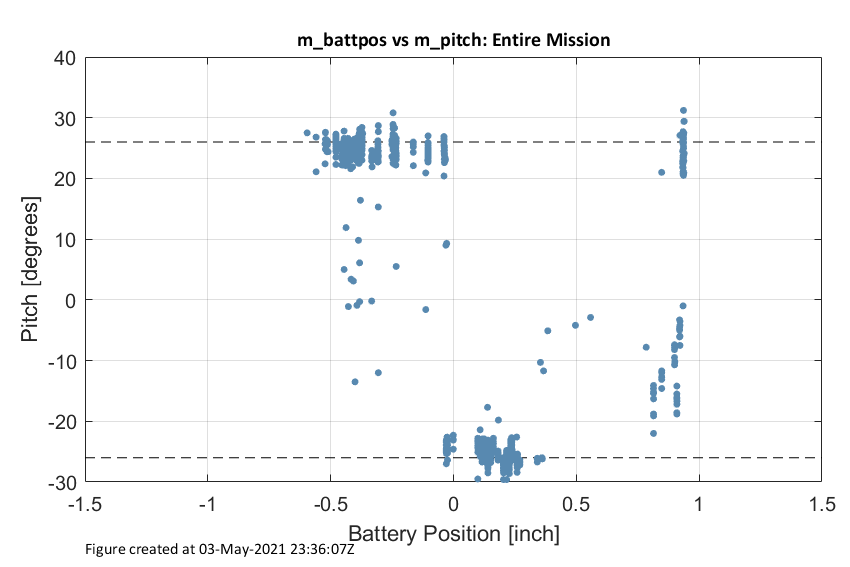 m_battpos vs m_pitch: Entire Mission
40
30
20
10
0
-10
-20
-30
Pitch [degrees]
-1.5 -1 -0.5 0 0.5 1 1.5
Battery Position [inch]
Figure created at 03-May-2021 23:36:07Z